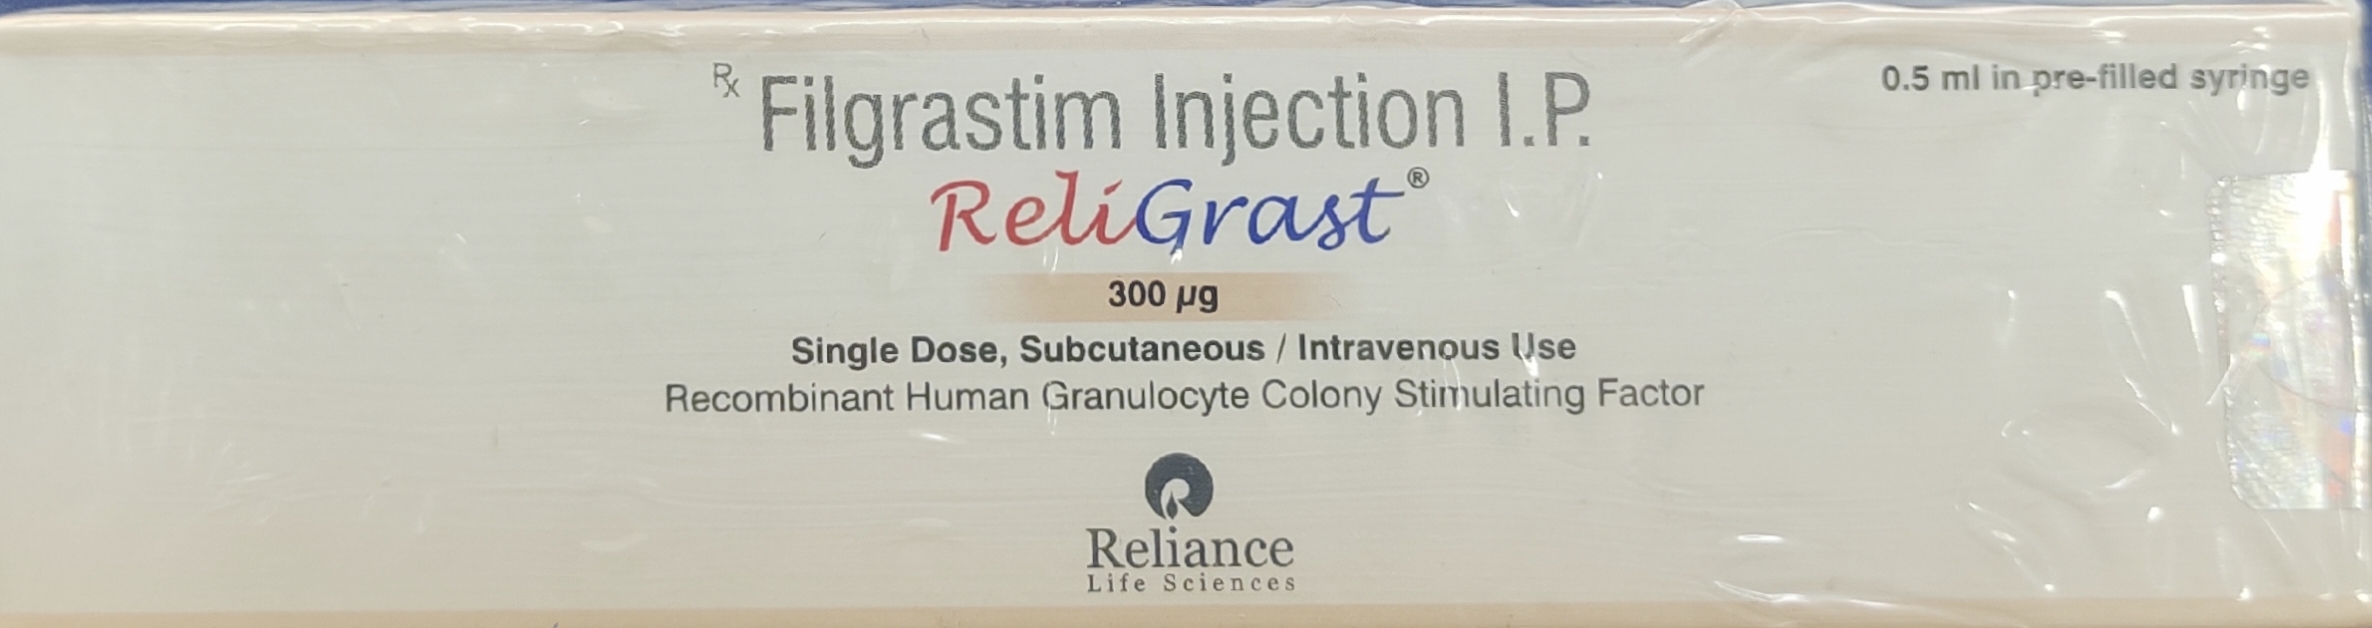 Rx Filgrastim Injection I.P.
0.5 ml in pre-filled syringe
ReliGrast®
300 µg
Single Dose, Subcutaneous / Intravenous Use
Recombinant Human Granulocyte Colony Stimulating Factor
R
Reliance
Life Sciences